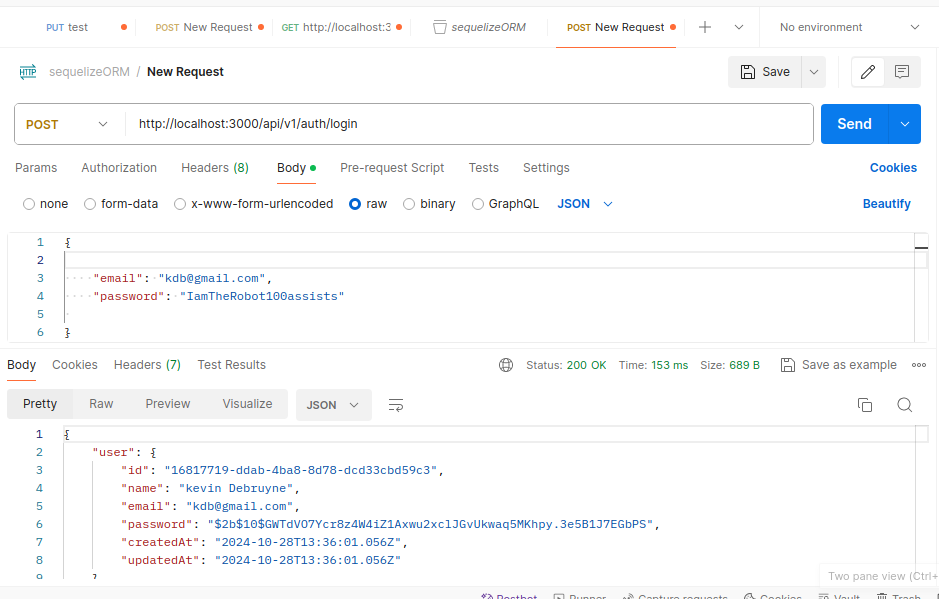 PUT test POST New Request GET http://localhost:3 sequelizeORM POST New Request No environment
HTTP sequelizeORM / New Request Save
POST http://localhost:3000/api/v1/auth/login Send
Params Authorization Headers (8) Body Pre-request Script Tests Settings Cookies
none form-data x-www-form-urlencoded raw binary GraphQL JSON Beautify
1 {
2
3 "email": "kdb@gmail.com",
4 "password": "IamTheRobot100assists"
5
6 }
Body Cookies Headers (7) Test Results Status: 200 OK Time: 153 ms Size: 689 B Save as example
Pretty Raw Preview Visualize JSON
1 {
2 "user": {
3 "id": "16817719-ddab-4ba8-8d78-dcd33cbd59c3",
4 "name": "kevin Debruyne",
5 "email": "kdb@gmail.com",
6 "password": "$2b$10$GWTdVO7Ycr8z4W4iZ1Axwu2xclJGvUkwaq5MKhpy.3e5B1J7EGbPS",
7 "createdAt": "2024-10-28T13:36:01.056Z",
8 "updatedAt": "2024-10-28T13:36:01.056Z"
9 }
Two pane view (Ctrl+
Postbot Runner Capture requests Cookies Vault Trash